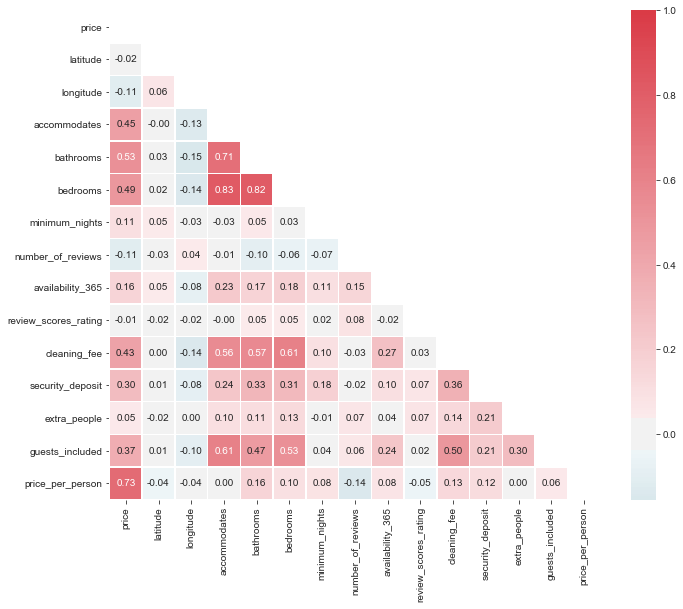 price
latitude -0.02
longitude -0.11 0.06
accommodates 0.45 -0.00 -0.13
bathrooms 0.53 0.03 -0.15 0.71
bedrooms 0.49 0.02 -0.14 0.83 0.82
minimum_nights 0.11 0.05 -0.03 -0.03 0.05 0.03
number_of_reviews -0.11 -0.03 0.04 -0.01 -0.10 -0.06 -0.07
availability_365 0.16 0.05 -0.08 0.23 0.17 0.18 0.11 0.15
review_scores_rating -0.01 -0.02 -0.02 -0.00 0.05 0.05 0.02 0.08 -0.02
cleaning_fee 0.43 0.00 -0.14 0.56 0.57 0.61 0.10 -0.03 0.27 0.03
security_deposit 0.30 0.01 -0.08 0.24 0.33 0.31 0.18 -0.02 0.10 0.07 0.36
extra_people 0.05 -0.02 0.00 0.10 0.11 0.13 -0.01 0.07 0.04 0.07 0.14 0.21
guests_included 0.37 0.01 -0.10 0.61 0.47 0.53 0.04 0.06 0.24 0.02 0.50 0.21 0.30
price_per_person 0.73 -0.04 -0.04 0.00 0.16 0.10 0.08 -0.14 0.08 -0.05 0.13 0.12 0.00 0.06
price
latitude
longitude
accommodates
bathrooms
bedrooms
minimum_nights
number_of_reviews
availability_365
review_scores_rating
cleaning_fee
security_deposit
extra_people
guests_included
price_per_person
1.0
0.8
0.6
0.4
0.2
0.0